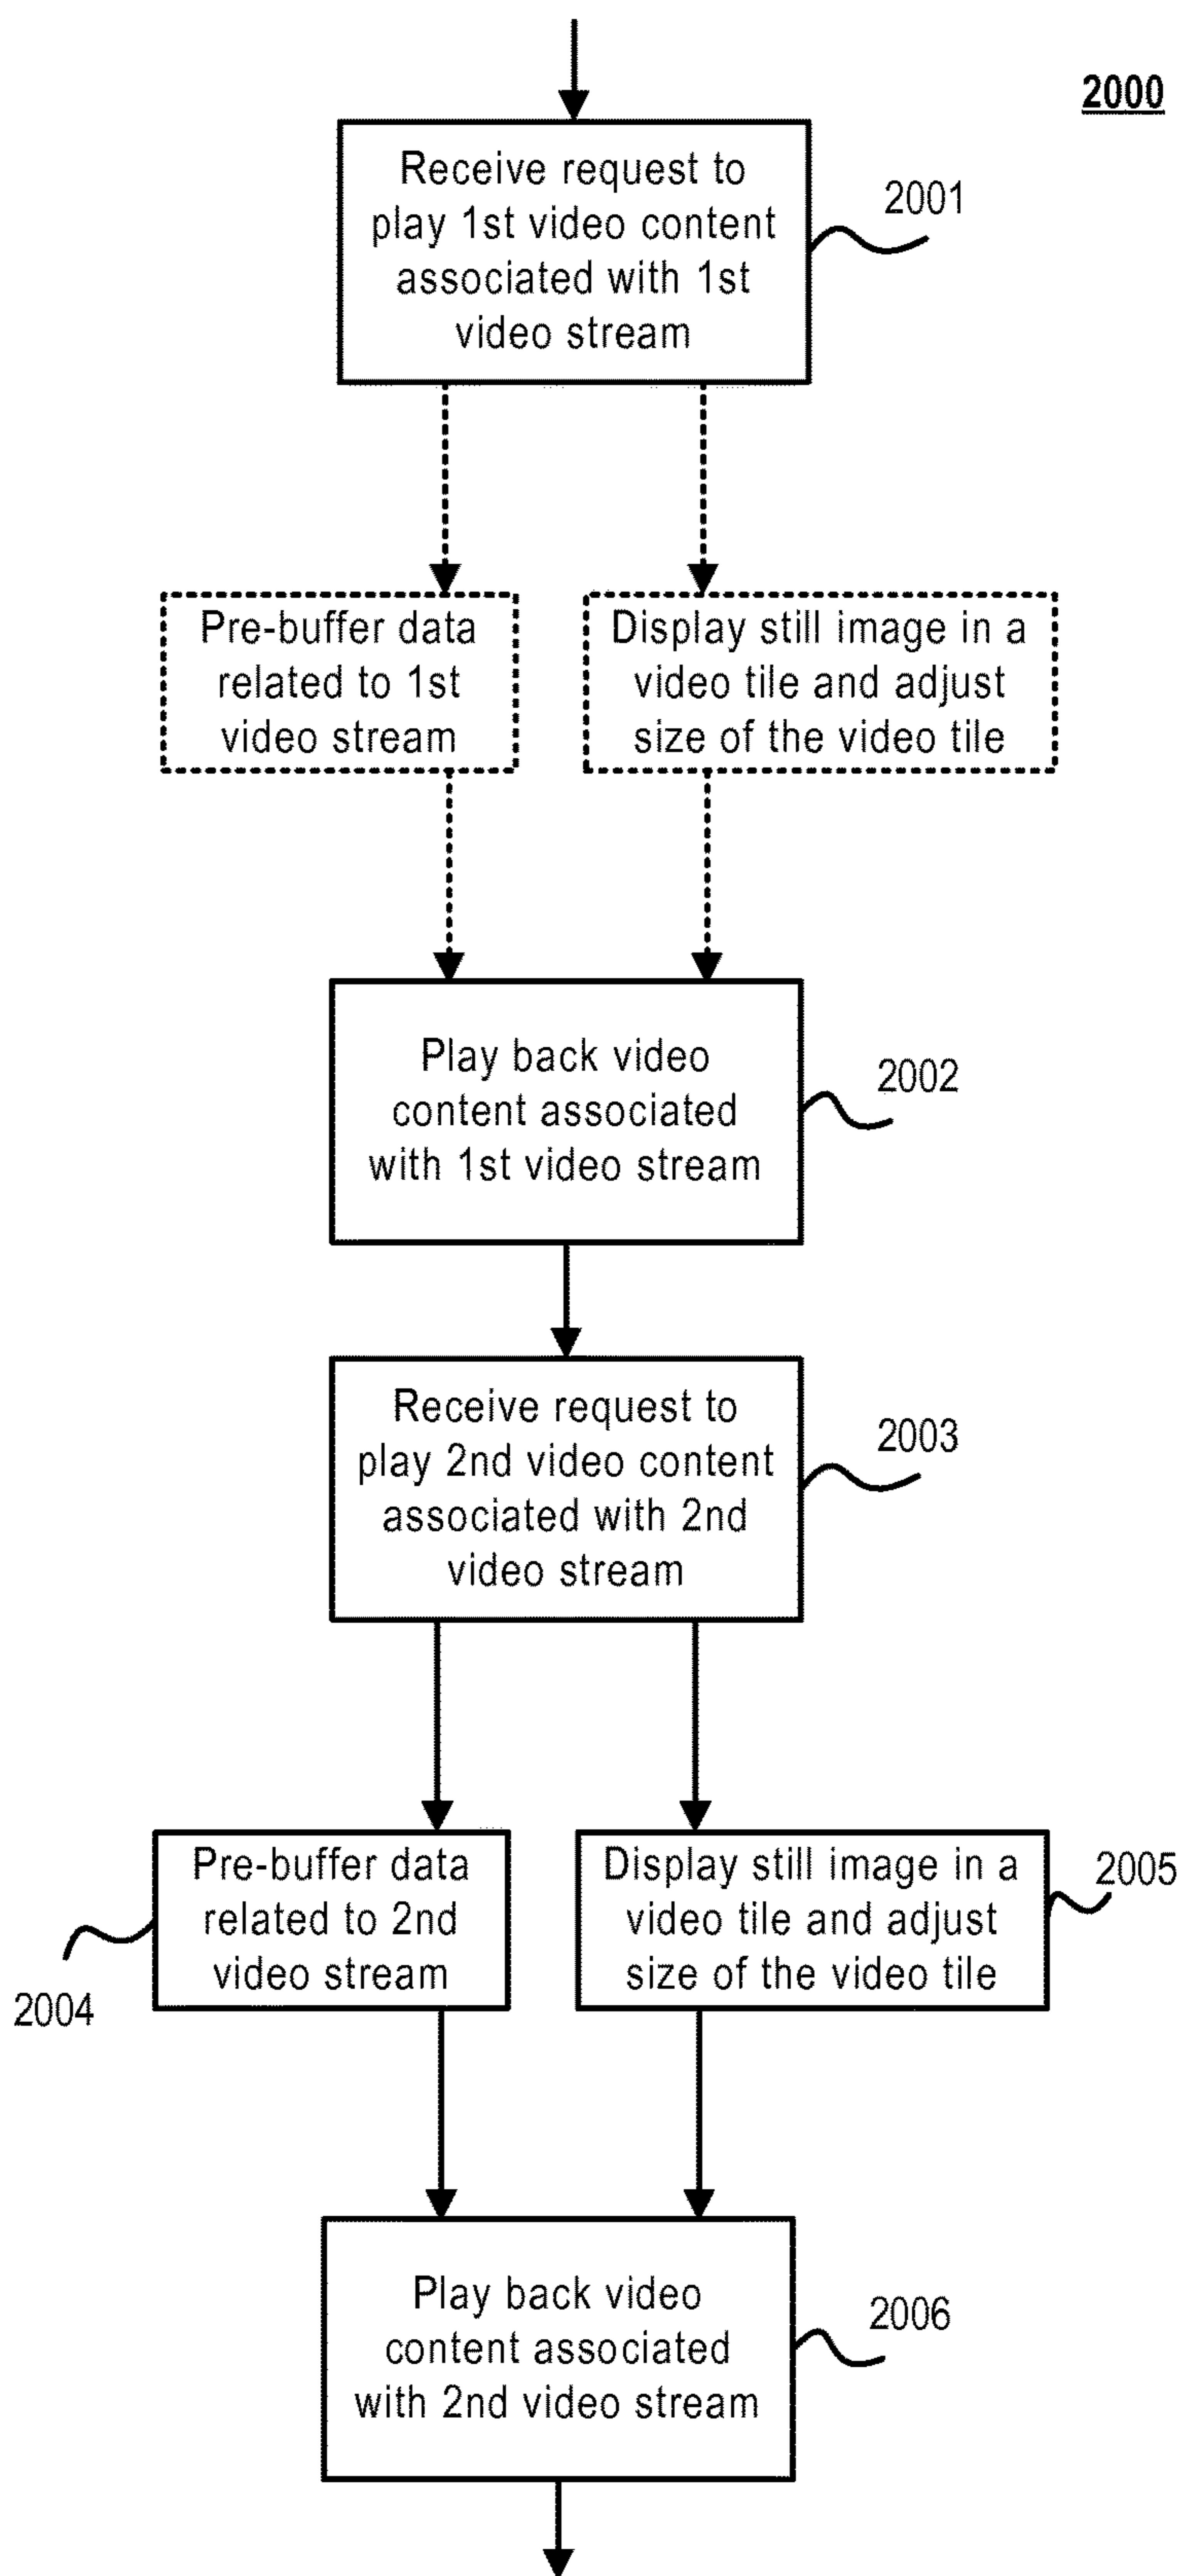 2000
Receive request to
play 1st video content
associated with 1st
video stream
2001
Pre-buffer data
related to 1st
video stream
Display still image in a
video tile and adjust
size of the video tile
Play back video
content associated
with 1st video stream
2002
Receive request to
play 2nd video content
associated with 2nd
video stream
2003
Pre-buffer data
related to 2nd
video stream
2004
Display still image in a
video tile and adjust
size of the video tile
2005
Play back video
content associated
with 2nd video stream
2006